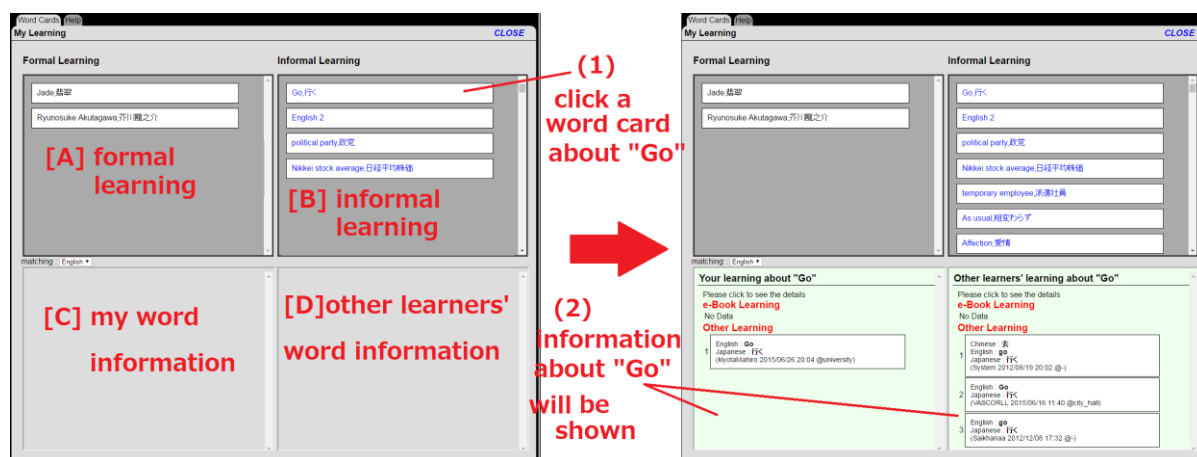 Word Cards Help
My Learning
CLOSE
Formal Learning
Informal Learning
Jade,翡翠
Ryunosuke Akutagawa,芥川龍之介
Go,行く
English 2
political party,政党
Nikkei stock average,日経平均株価
[A] formal
learning
[B] informal
learning
matching : English
[C] my word
information
[D]other learners'
word information
(1)
click a
word card
about "Go"
(2)
information
about "Go"
will be
shown
Word Cards Help
My Learning
CLOSE
Formal Learning
Informal Learning
Jade,翡翠
Ryunosuke Akutagawa,芥川龍之介
Go,行く
English 2
political party,政党
Nikkei stock average,日経平均株価
temporary employee,派遣社員
As usual,相変わらず
Affection,愛情
matching : English
Your learning about "Go"
Please click to see the details
e-Book Learning
No Data
Other Learning
1
English : Go
Japanese : 行く
(kiyotaMahiro 2015/06/26 20:04 @university)
Other learners' learning about "Go"
Please click to see the details
e-Book Learning
No Data
Other Learning
1
Chinese : 去
English : go
Japanese : 行く
(System 2012/08/19 20:02 @-)
2
English : Go
Japanese : 行く
(VASCORLL 2015/06/16 11:40 @city_hall)
3
English : go
Japanese : 行く
(Saikhanaa 2012/12/08 17:32 @-)